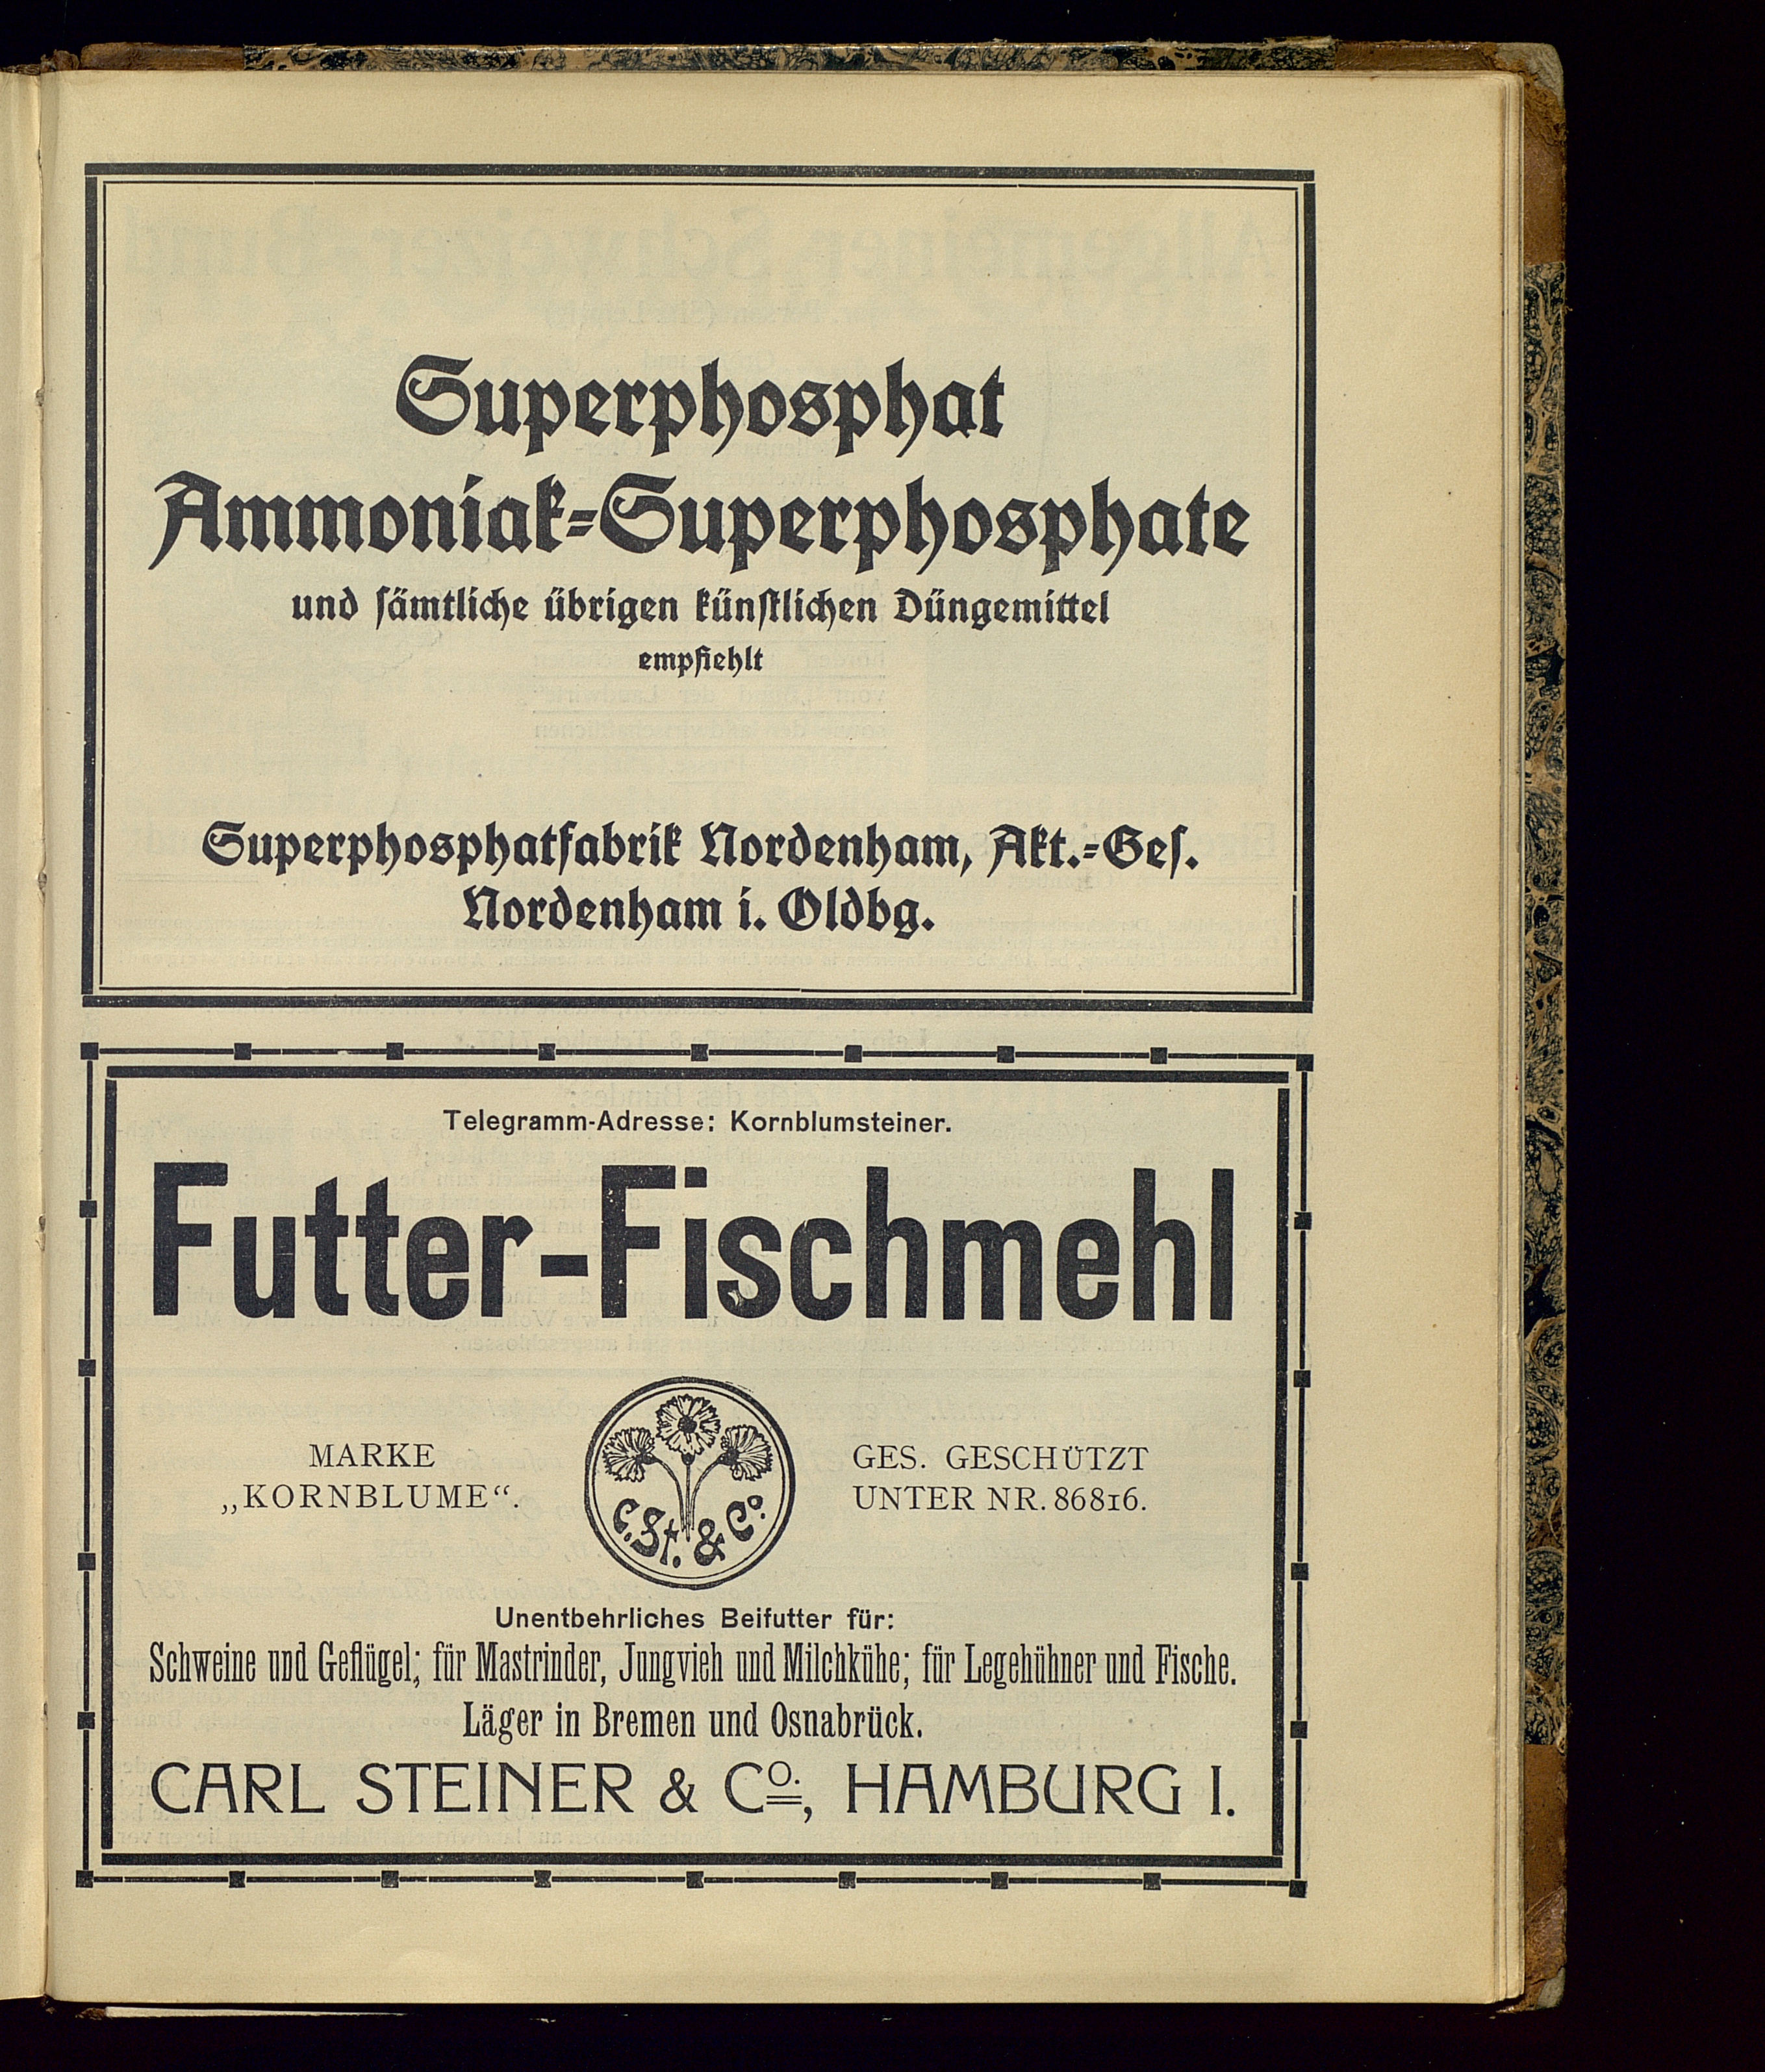 Superphosphat
Ammoniak-Superphosphate
und sämtliche übrigen künstlichen Düngemittel
empfiehlt
Superphosphatfabrik Nordenham, Akt.-Ges.
Nordenham i. Oldbg.
Telegramm-Adresse: Kornblumsteiner.
Futter-Fischmehl
MARKE
„KORNBLUME“.
C. St. & Co.
GES. GESCHÜTZT
UNTER NR. 86816.
Unentbehrliches Beifutter für:
Schweine und Geflügel; für Mastrinder, Jungvieh und Milchkühe; für Legehühner und Fische.
Läger in Bremen und Osnabrück.
CARL STEINER & Co., HAMBURG I.